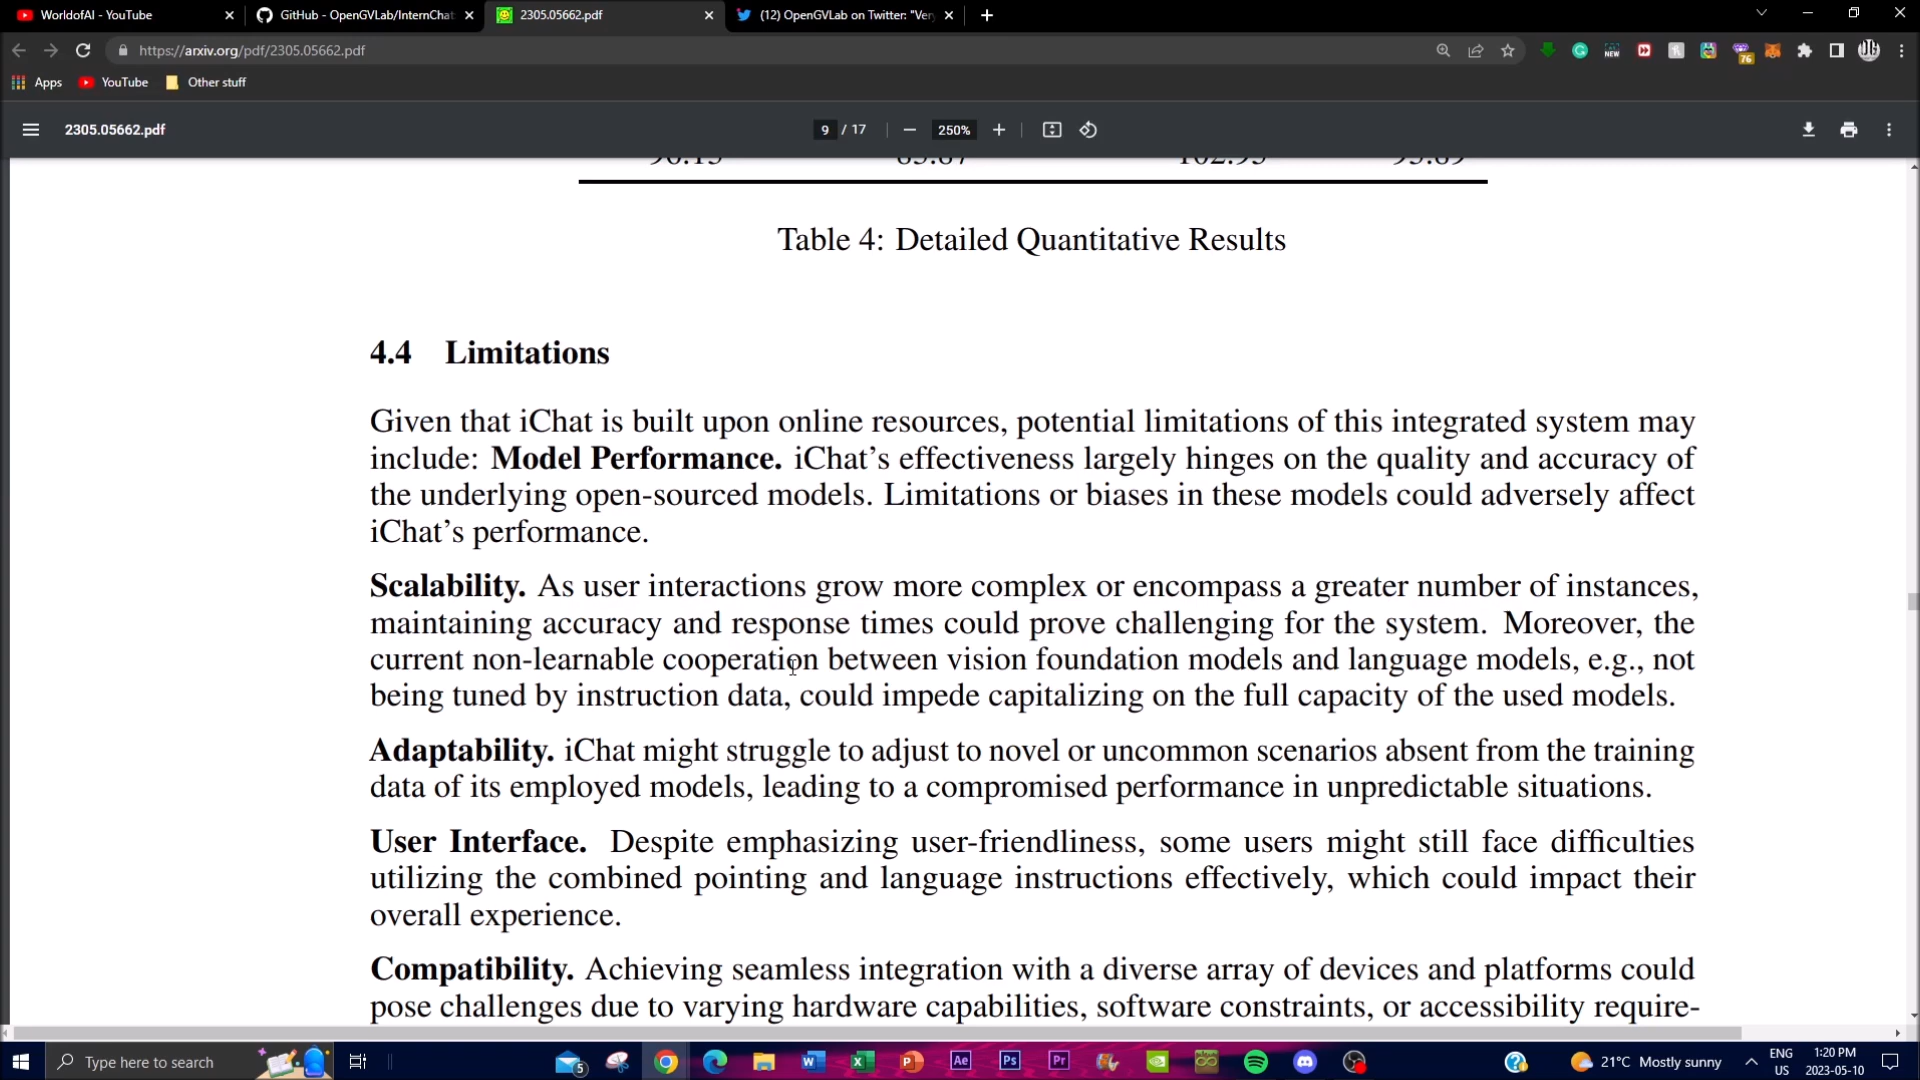 WorldofAI - YouTube
GitHub - OpenGVLab/InternChat
2305.05662.pdf
(12) OpenGVLab on Twitter: "Very
https://arxiv.org/pdf/2305.05662.pdf
NEW
76
Apps
YouTube
Other stuff
2305.05662.pdf
9 / 17
250%
Table 4: Detailed Quantitative Results
4.4 Limitations
Given that iChat is built upon online resources, potential limitations of this integrated system may
include: Model Performance. iChat's effectiveness largely hinges on the quality and accuracy of
the underlying open-sourced models. Limitations or biases in these models could adversely affect
iChat's performance.
Scalability. As user interactions grow more complex or encompass a greater number of instances,
maintaining accuracy and response times could prove challenging for the system. Moreover, the
current non-learnable cooperation between vision foundation models and language models, e.g., not
being tuned by instruction data, could impede capitalizing on the full capacity of the used models.
Adaptability. iChat might struggle to adjust to novel or uncommon scenarios absent from the training
data of its employed models, leading to a compromised performance in unpredictable situations.
User Interface. Despite emphasizing user-friendliness, some users might still face difficulties
utilizing the combined pointing and language instructions effectively, which could impact their
overall experience.
Compatibility. Achieving seamless integration with a diverse array of devices and platforms could
pose challenges due to varying hardware capabilities, software constraints, or accessibility require-
Type here to search
5
Ae
Ps
Pr
21°C Mostly sunny
ENG
US
1:20 PM
2023-05-10